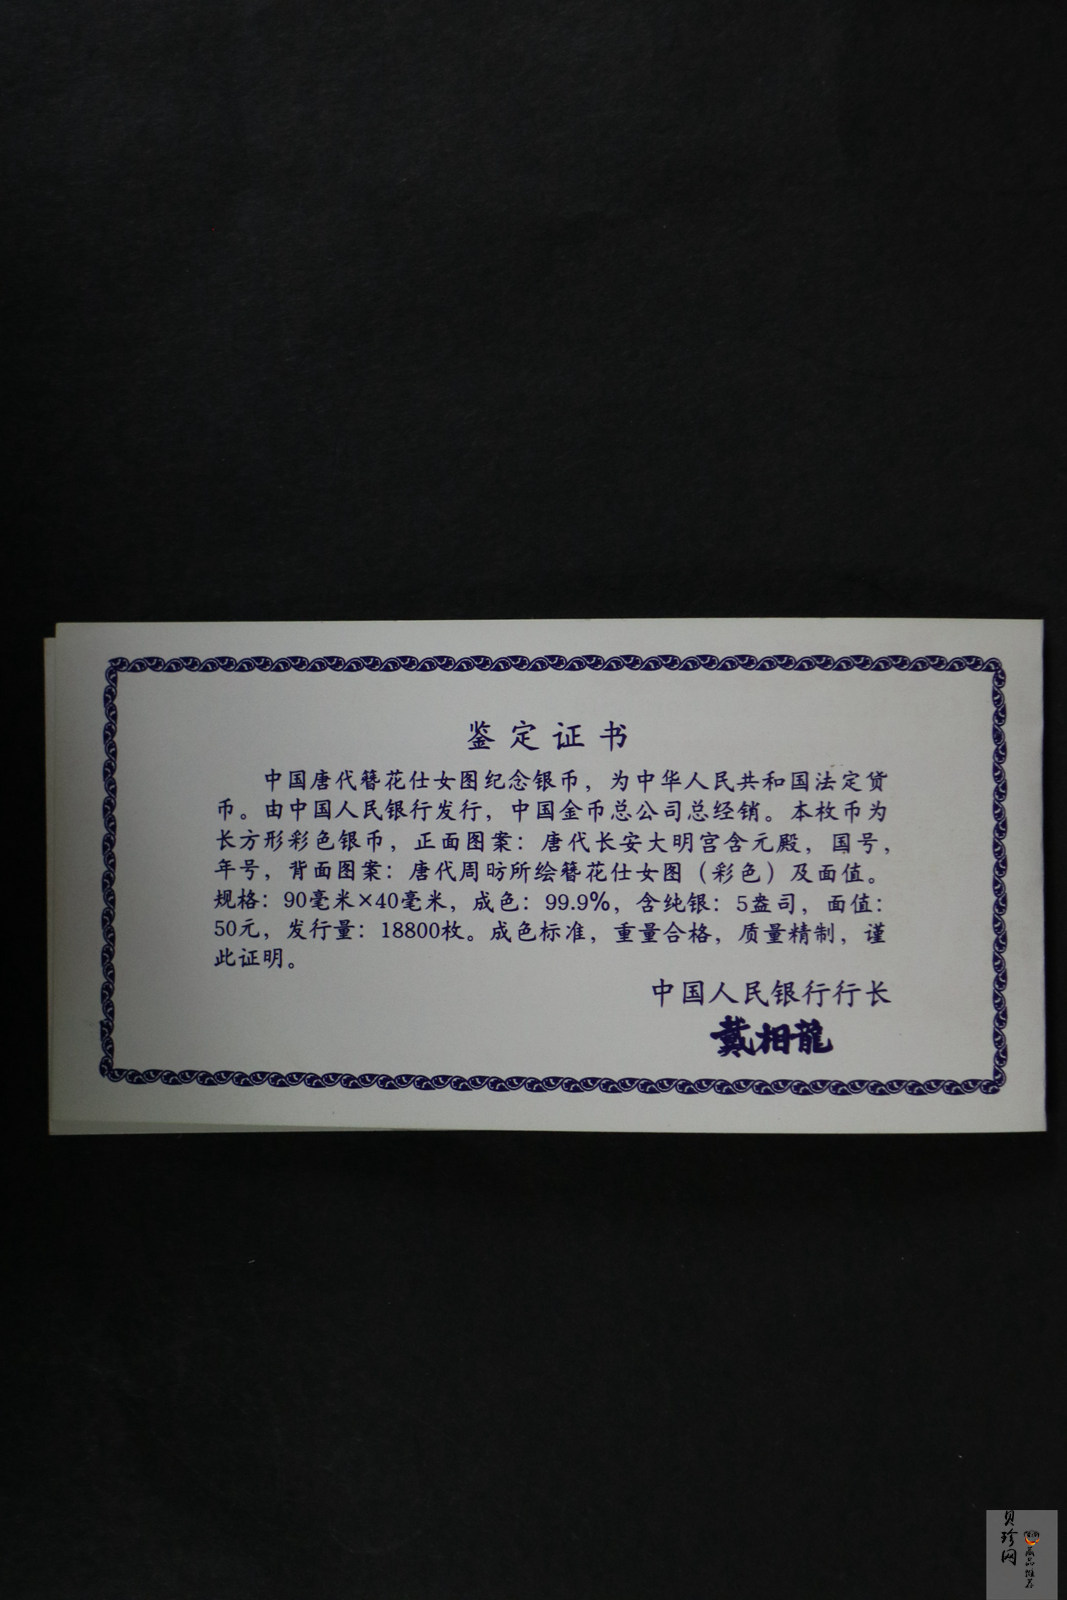 鉴定证书
中国唐代簪花仕女图纪念银币，为中华人民共和国法定货
币。由中国人民银行发行，中国金币总公司总经销。本枚币为
长方形彩色银币，正面图案：唐代长安大明宫含元殿，国号，
年号，背面图案：唐代周昉所绘簪花仕女图（彩色）及面值。
规格：90毫米×40毫米，成色：99.9%，含纯银：5盎司，面值：
50元，发行量：18800枚。成色标准，重量合格，质量精制，谨
此证明。
中国人民银行行长
戴相龍
贝珍网
商品推荐